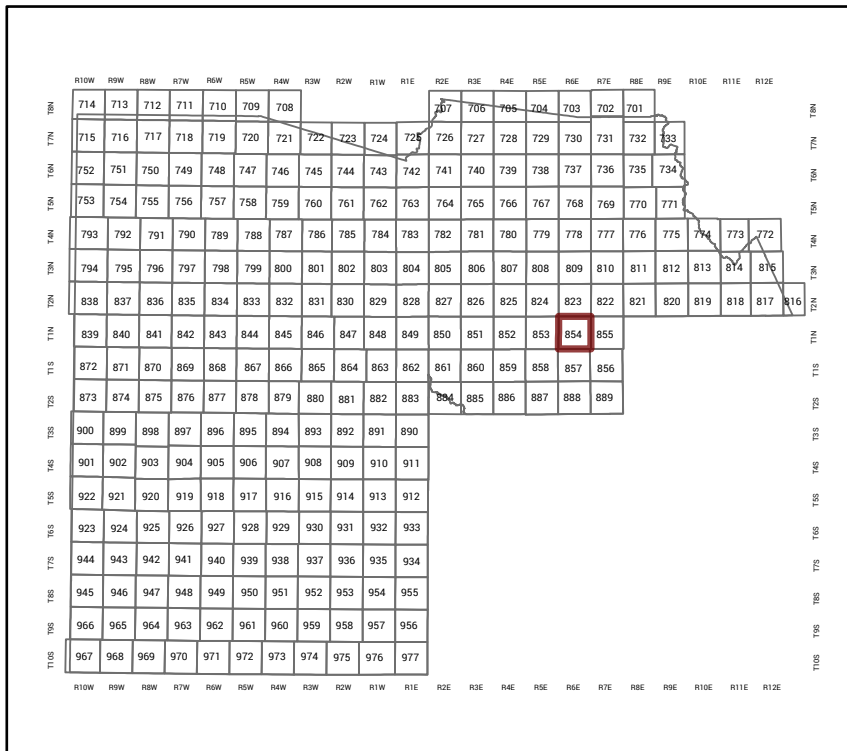 R10W R9W R8W R7W R6W R5W R4W R3W R2W R1W R1E R2E R3E R4E R5E R6E R7E R8E R9E R10E R11E R12E
T8N 714 713 712 711 710 709 708 707 706 705 704 703 702 701 T8N
T7N 715 716 717 718 719 720 721 722 723 724 725 726 727 728 729 730 731 732 733 T7N
T6N 752 751 750 749 748 747 746 745 744 743 742 741 740 739 738 737 736 735 734 T6N
T5N 753 754 755 756 757 758 759 760 761 762 763 764 765 766 767 768 769 770 771 T5N
T4N 793 792 791 790 789 788 787 786 785 784 783 782 781 780 779 778 777 776 775 774 773 772 T4N
T3N 794 795 796 797 798 799 800 801 802 803 804 805 806 807 808 809 810 811 812 813 814 815 T3N
T2N 838 837 836 835 834 833 832 831 830 829 828 827 826 825 824 823 822 821 820 819 818 817 816 T2N
T1N 839 840 841 842 843 844 845 846 847 848 849 850 851 852 853 854 855 T1N
T1S 872 871 870 869 868 867 866 865 864 863 862 861 860 859 858 857 856 T1S
T2S 873 874 875 876 877 878 879 880 881 882 883 884 885 886 887 888 889 T2S
T3S 900 899 898 897 896 895 894 893 892 891 890 T3S
T4S 901 902 903 904 905 906 907 908 909 910 911 T4S
T5S 922 921 920 919 918 917 916 915 914 913 912 T5S
T6S 923 924 925 926 927 928 929 930 931 932 933 T6S
T7S 944 943 942 941 940 939 938 937 936 935 934 T7S
T8S 945 946 947 948 949 950 951 952 953 954 955 T8S
T9S 966 965 964 963 962 961 960 959 958 957 956 T9S
T10S 967 968 969 970 971 972 973 974 975 976 977 T10S
R10W R9W R8W R7W R6W R5W R4W R3W R2W R1W R1E R2E R3E R4E R5E R6E R7E R8E R9E R10E R11E R12E